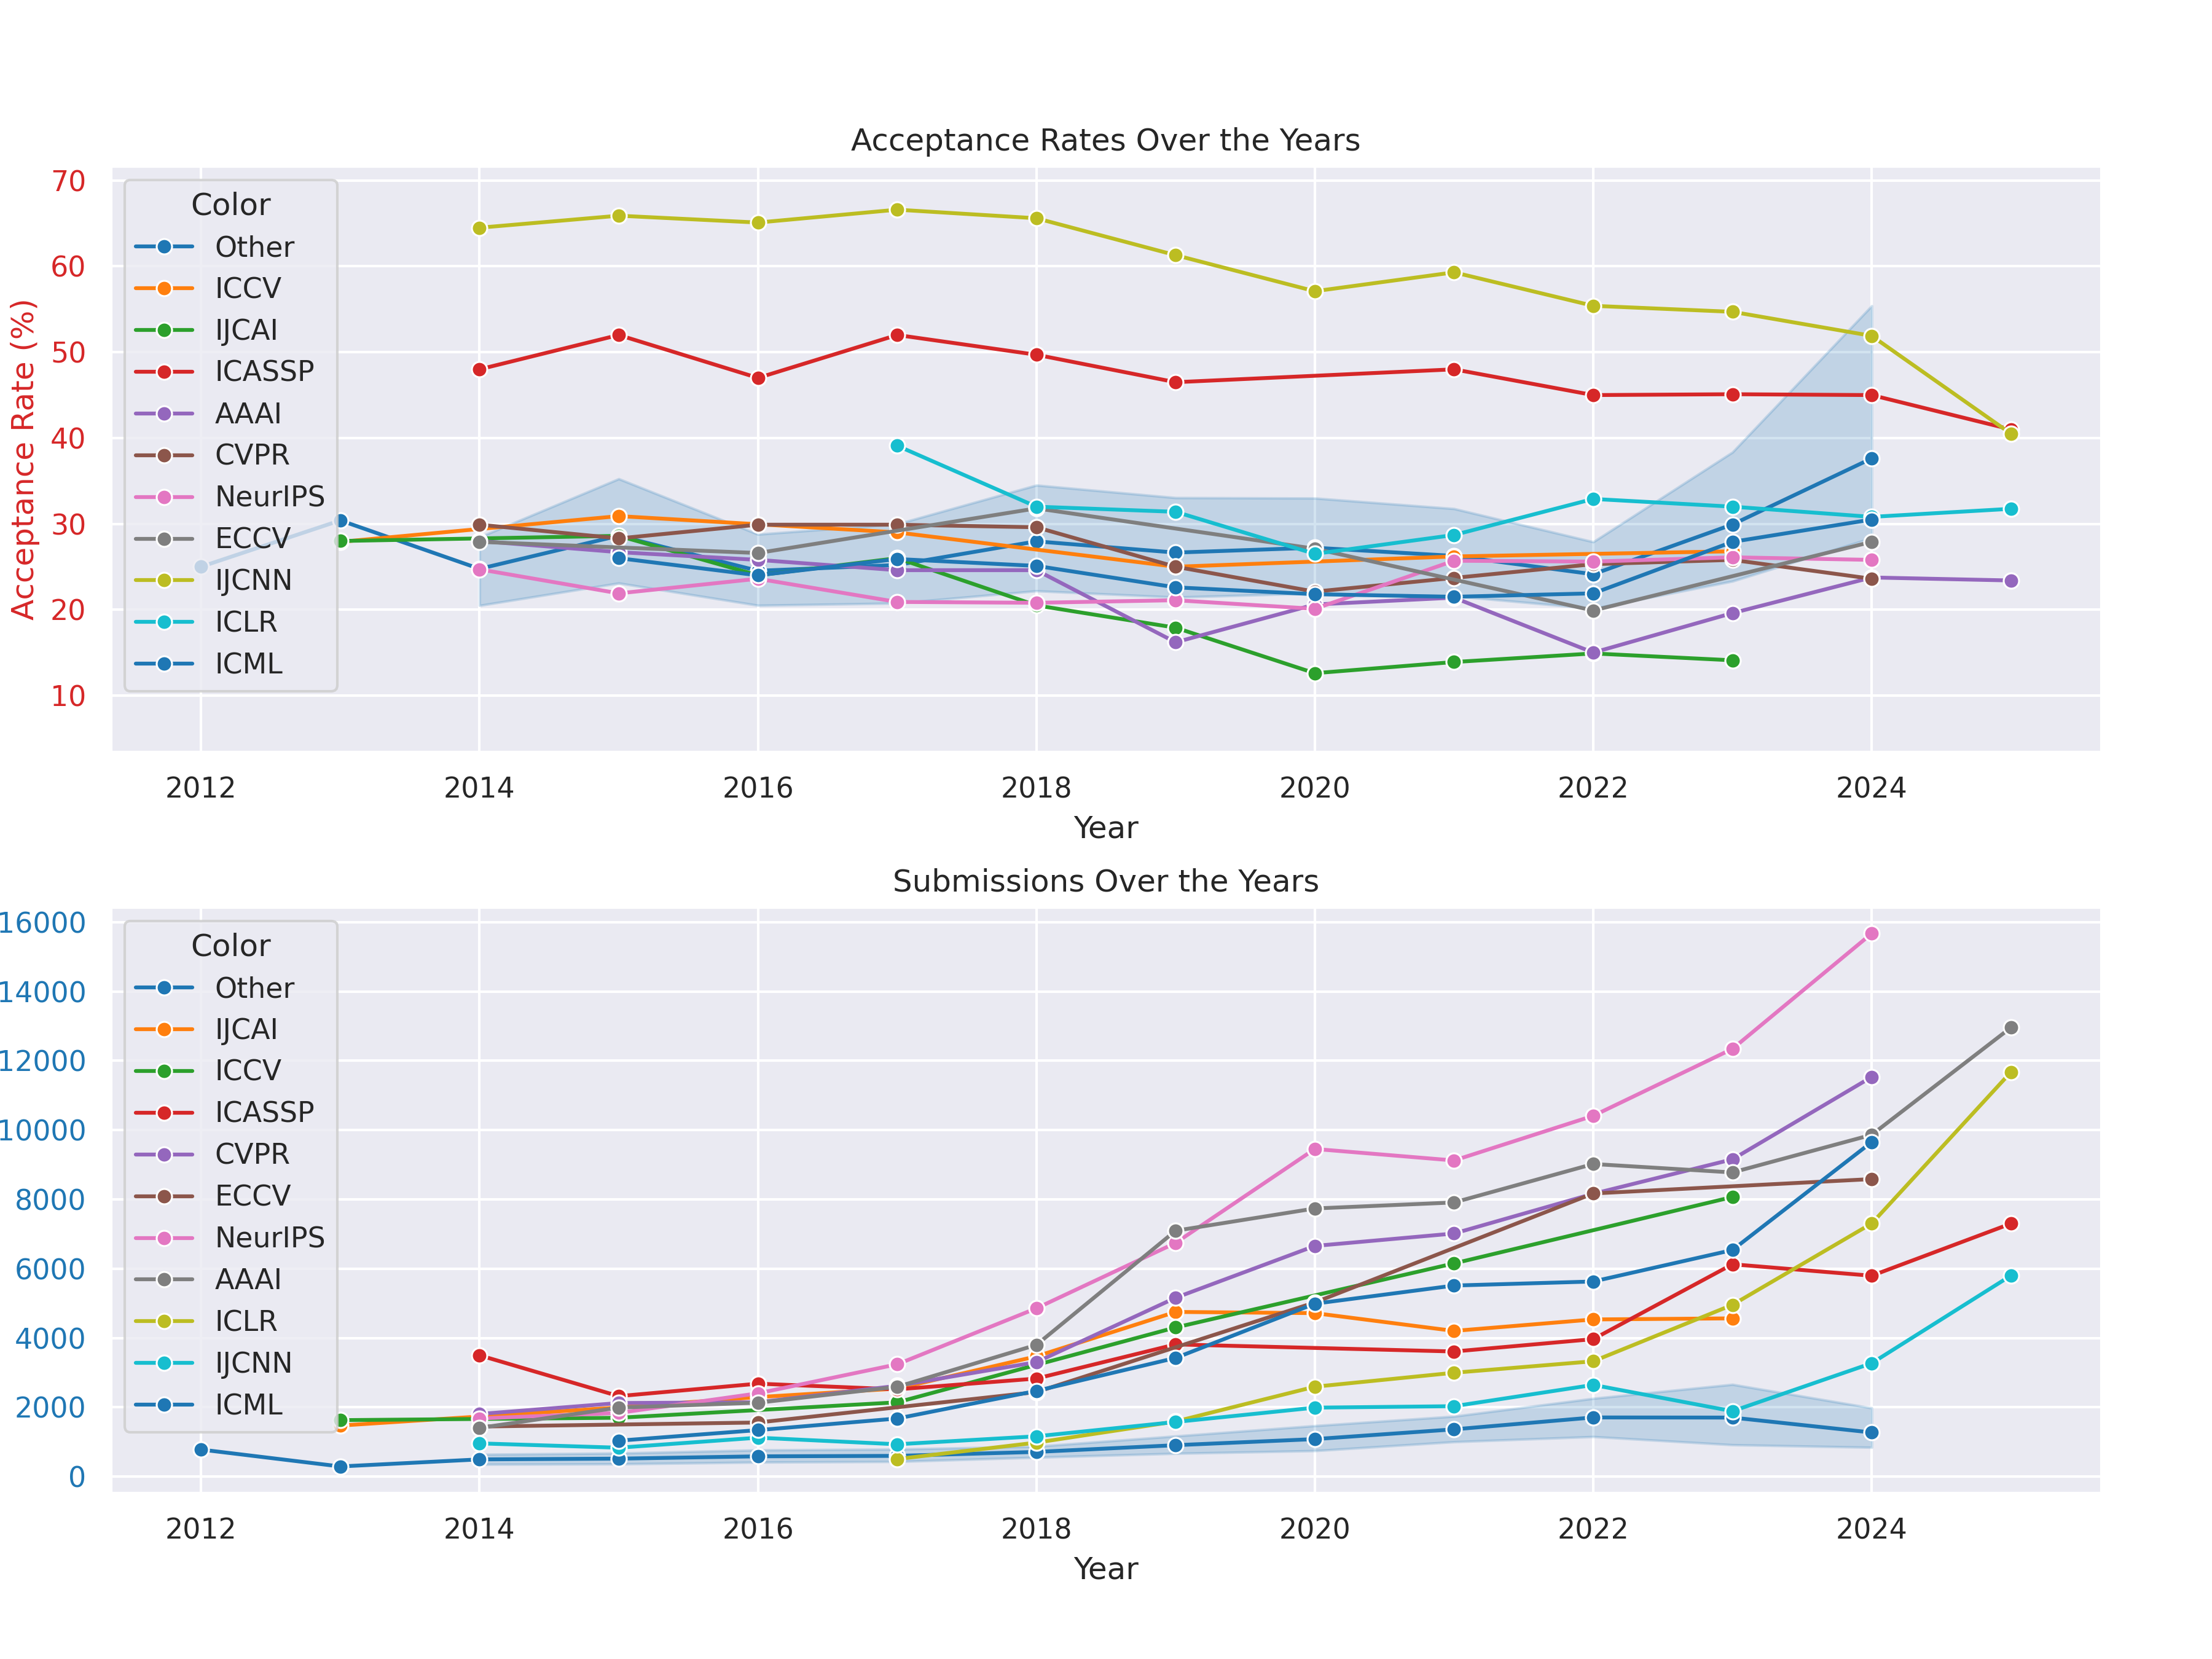 Acceptance Rates Over the Years
Acceptance Rate (%)
70
60
50
40
30
20
10
Color
Other
ICCV
IJCAI
ICASSP
AAAI
CVPR
NeurIPS
ECCV
IJCNN
ICLR
ICML
2012 2014 2016 2018 2020 2022 2024
Year
Submissions Over the Years
16000
14000
12000
10000
8000
6000
4000
2000
0
Color
Other
IJCAI
ICCV
ICASSP
CVPR
ECCV
NeurIPS
AAAI
ICLR
IJCNN
ICML
2012 2014 2016 2018 2020 2022 2024
Year